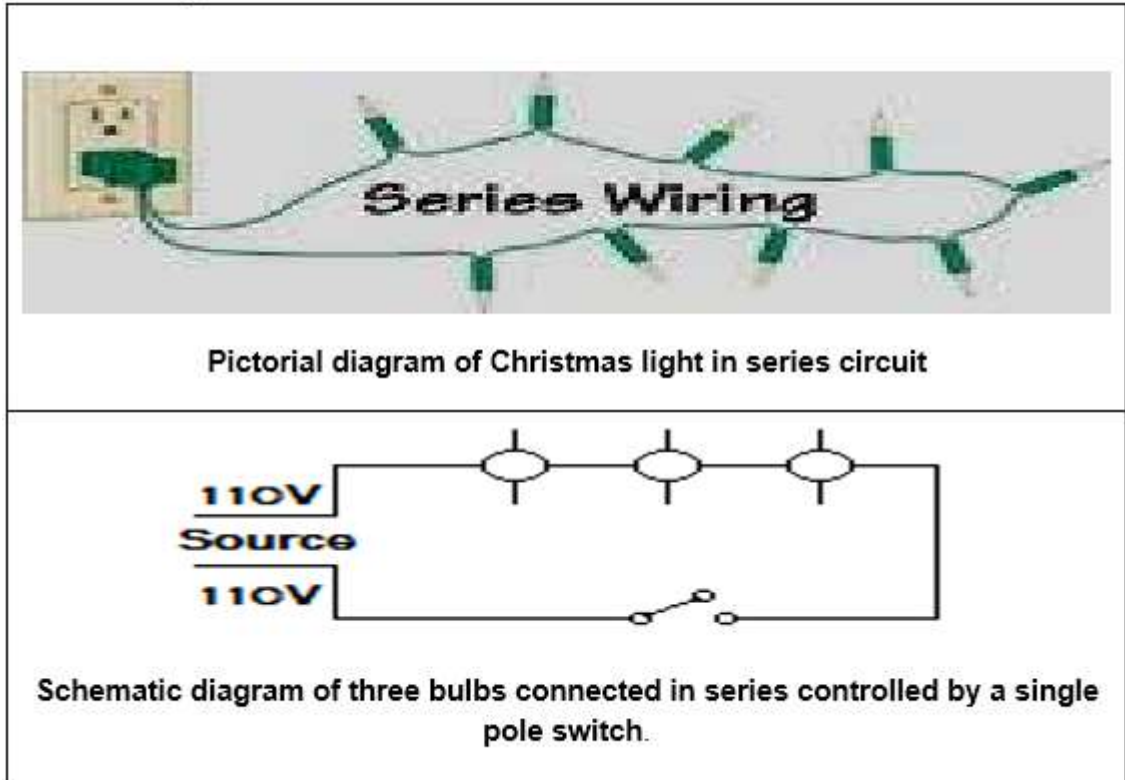 Series Wiring
Pictorial diagram of Christmas light in series circuit
110V
Source
110V
Schematic diagram of three bulbs connected in series controlled by a single
pole switch.